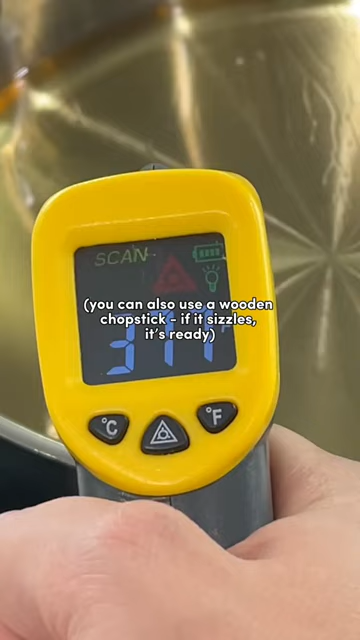 SCAN
(you can also use a wooden
chopstick - if it sizzles,
it's ready)
°C
°F